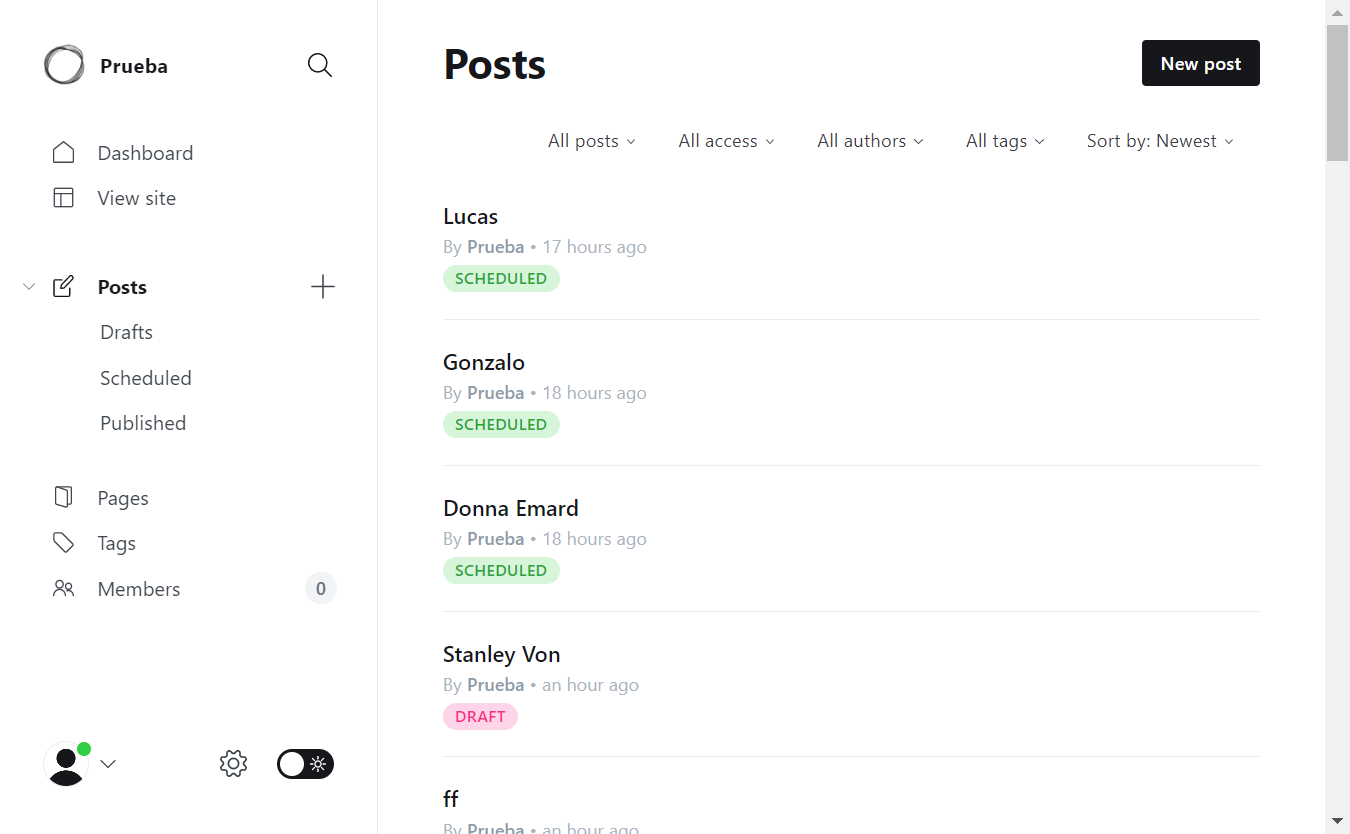 Prueba
Dashboard
View site
Posts
Drafts
Scheduled
Published
Pages
Tags
Members 0
Posts
New post
All posts All access All authors All tags Sort by: Newest
Lucas
By Prueba • 17 hours ago
SCHEDULED
Gonzalo
By Prueba • 18 hours ago
SCHEDULED
Donna Emard
By Prueba • 18 hours ago
SCHEDULED
Stanley Von
By Prueba • an hour ago
DRAFT
ff
By Prueba • an hour ago